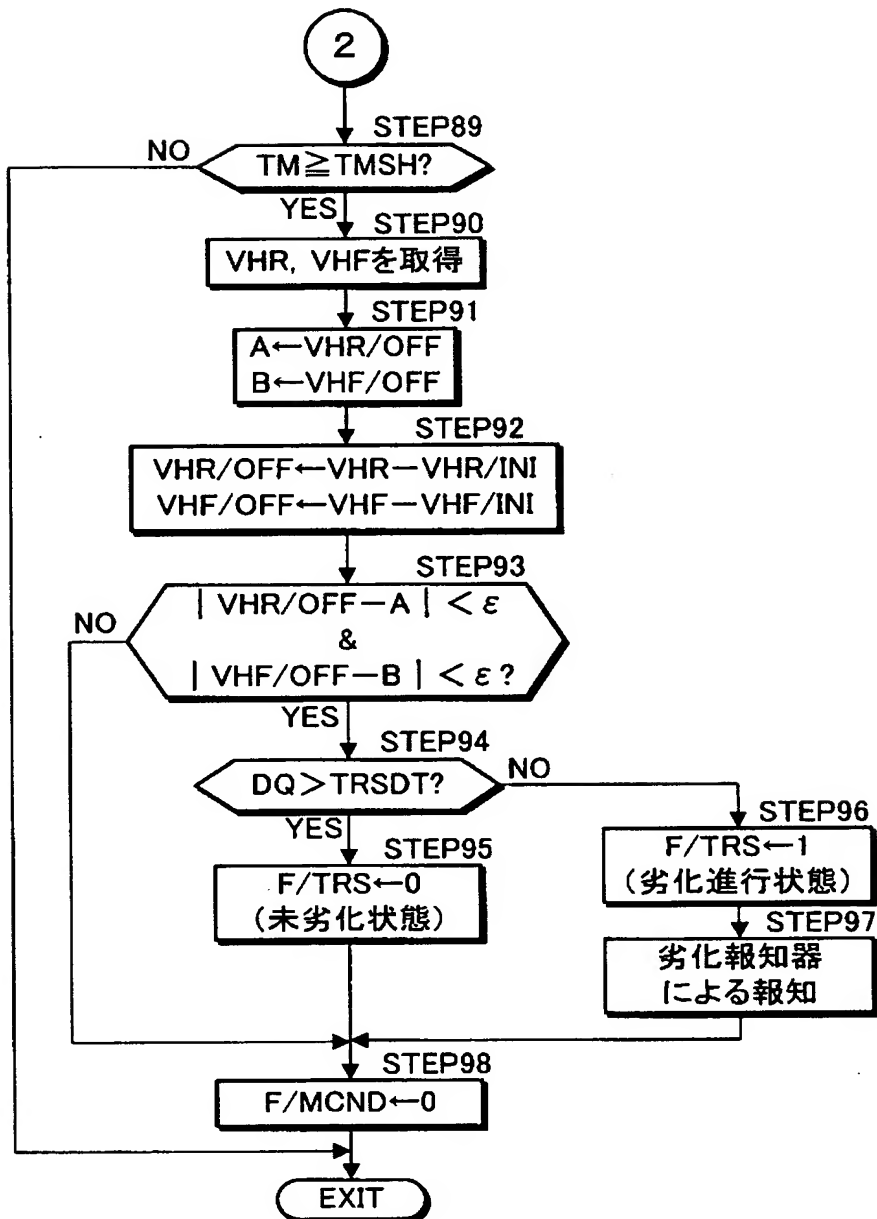 2
STEP89
NO
TM≧TMSH?
YES
STEP90
VHR, VHFを取得
STEP91
A←VHR/OFF
B←VHF/OFF
STEP92
VHR/OFF←VHR−VHR/INI
VHF/OFF←VHF−VHF/INI
STEP93
NO
| VHR/OFF−A | < ε
&
| VHF/OFF−B | < ε ?
YES
STEP94
DQ>TRSDT?
NO
YES
STEP95
F/TRS←0
(未劣化状態)
STEP96
F/TRS←1
(劣化進行状態)
STEP97
劣化報知器
による報知
STEP98
F/MCND←0
EXIT